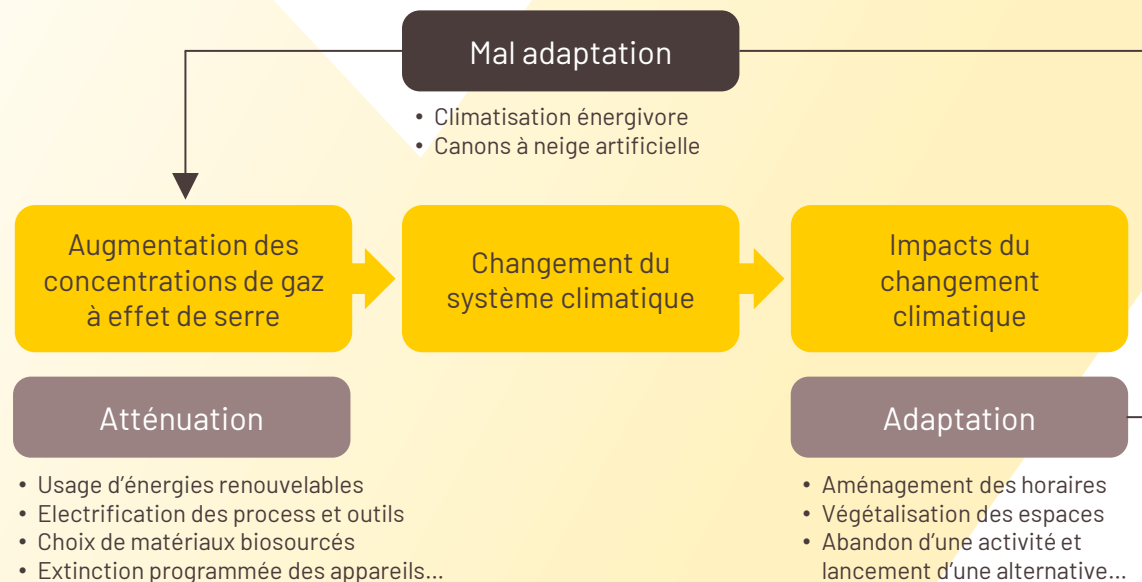 Mal adaptation
• Climatisation énergivore
• Canons à neige artificielle
Augmentation des
concentrations de gaz
à effet de serre
Changement du
système climatique
Impacts du
changement
climatique
Atténuation
• Usage d’énergies renouvelables
• Electrification des process et outils
• Choix de matériaux biosourcés
• Extinction programmée des appareils…
Adaptation
• Aménagement des horaires
• Végétalisation des espaces
• Abandon d’une activité et
lancement d’une alternative…